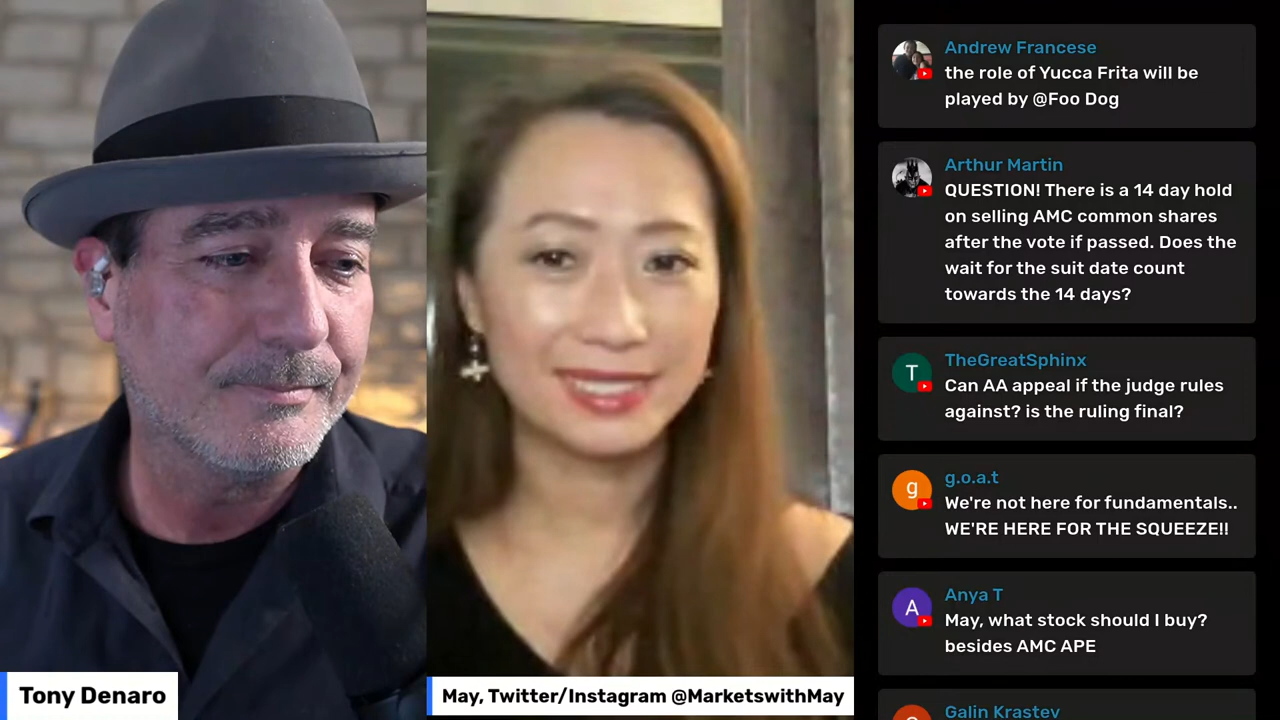 Andrew Francese
the role of Yucca Frita will be
played by @Foo Dog
Arthur Martin
QUESTION! There is a 14 day hold
on selling AMC common shares
after the vote if passed. Does the
wait for the suit date count
towards the 14 days?
T
TheGreatSphinx
Can AA appeal if the judge rules
against? is the ruling final?
g
g.o.a.t
We're not here for fundamentals..
WE'RE HERE FOR THE SQUEEZE!!
A
Anya T
May, what stock should I buy?
besides AMC APE
Galin Krastev
Tony Denaro
May, Twitter/Instagram @MarketswithMay